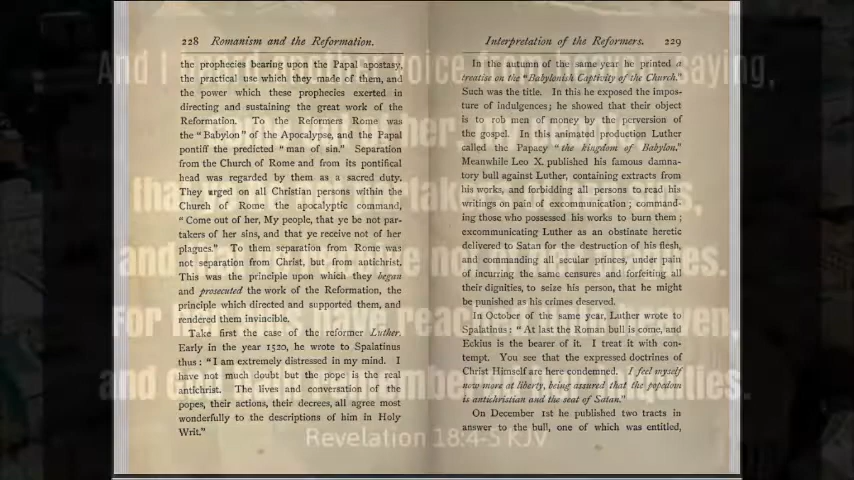 228 Romanism and the Reformation.
the prophecies bearing upon the Papal apostasy,
the practical use which they made of them, and
the power which these prophecies exerted in
directing and sustaining the great work of the
Reformation. To the Reformers Rome was
the "Babylon" of the Apocalypse, and the Papal
pontiff the predicted "man of sin." Separation
from the Church of Rome and from its pontifical
head was regarded by them as a sacred duty.
They urged on all Christian persons within the
Church of Rome the apocalyptic command,
"Come out of her, My people, that ye be not par-
takers of her sins, and that ye receive not of her
plagues." To them separation from Rome was
not separation from Christ, but from antichrist.
This was the principle upon which they began
and prosecuted the work of the Reformation, the
principle which directed and supported them, and
rendered them invincible.
Take first the case of the reformer Luther.
Early in the year 1520, he wrote to Spalatinus
thus: "I am extremely distressed in my mind. I
have not much doubt but the pope is the real
antichrist. The lives and conversation of the
popes, their actions, their decrees, all agree most
wonderfully to the descriptions of him in Holy
Writ."
Interpretation of the Reformers. 229
In the autumn of the same year he printed a
treatise on the "Babylonish Captivity of the Church."
Such was the title. In this he exposed the impos-
ture of indulgences; he showed that their object
is to rob men of money by the perversion of
the gospel. In this animated production Luther
called the Papacy "the kingdom of Babylon."
Meanwhile Leo X. published his famous damna-
tory bull against Luther, containing extracts from
his works, and forbidding all persons to read his
writings on pain of excommunication; command-
ing those who possessed his works to burn them;
excommunicating Luther as an obstinate heretic
delivered to Satan for the destruction of his flesh,
and commanding all secular princes, under pain
of incurring the same censures and forfeiting all
their dignities, to seize his person, that he might
be punished as his crimes deserved.
In October of the same year, Luther wrote to
Spalatinus: "At last the Roman bull is come, and
Eckius is the bearer of it. I treat it with con-
tempt. You see that the expressed doctrines of
Christ Himself are here condemned. I feel myself
now more at liberty, being assured that the popedom
is antichristian and the seat of Satan."
On December 1st he published two tracts in
answer to the bull, one of which was entitled,
And I voice saying,
her,
and
For
and
Revelation 18:4-5 KJV